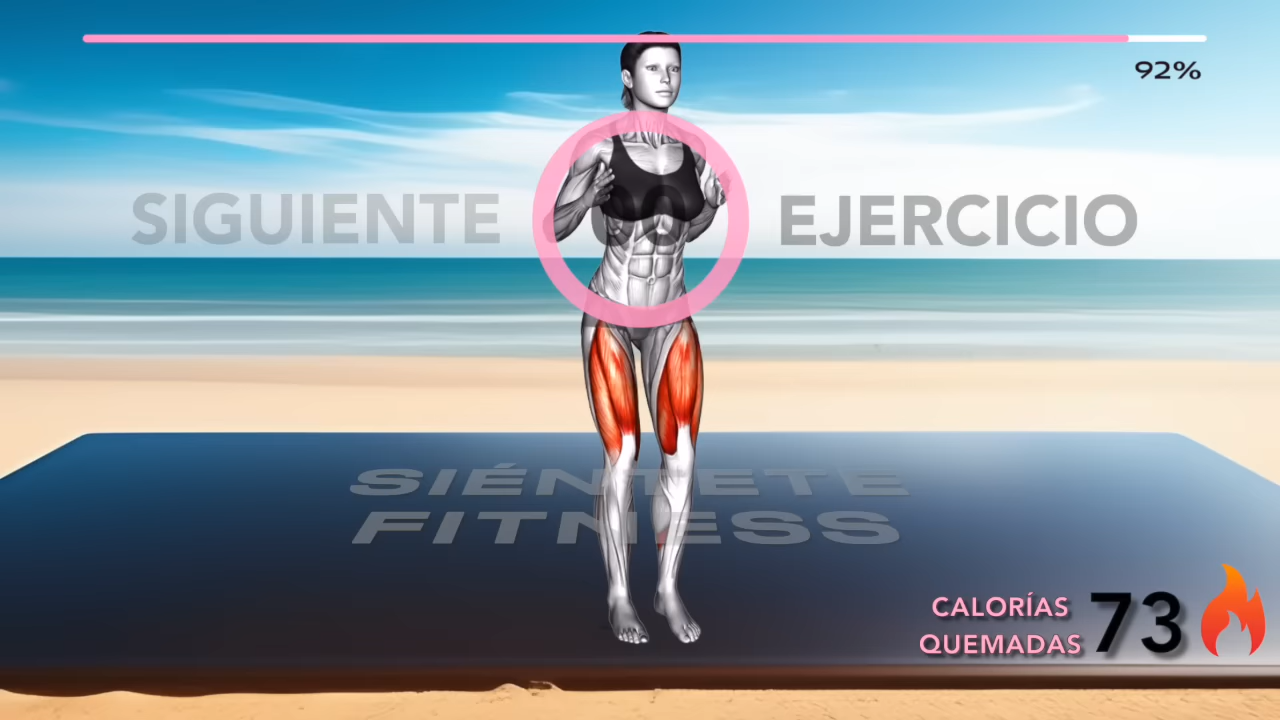 92%
SIGUIENTE EJERCICIO
SIÉNTETE
FITNESS
CALORÍAS
QUEMADAS 73